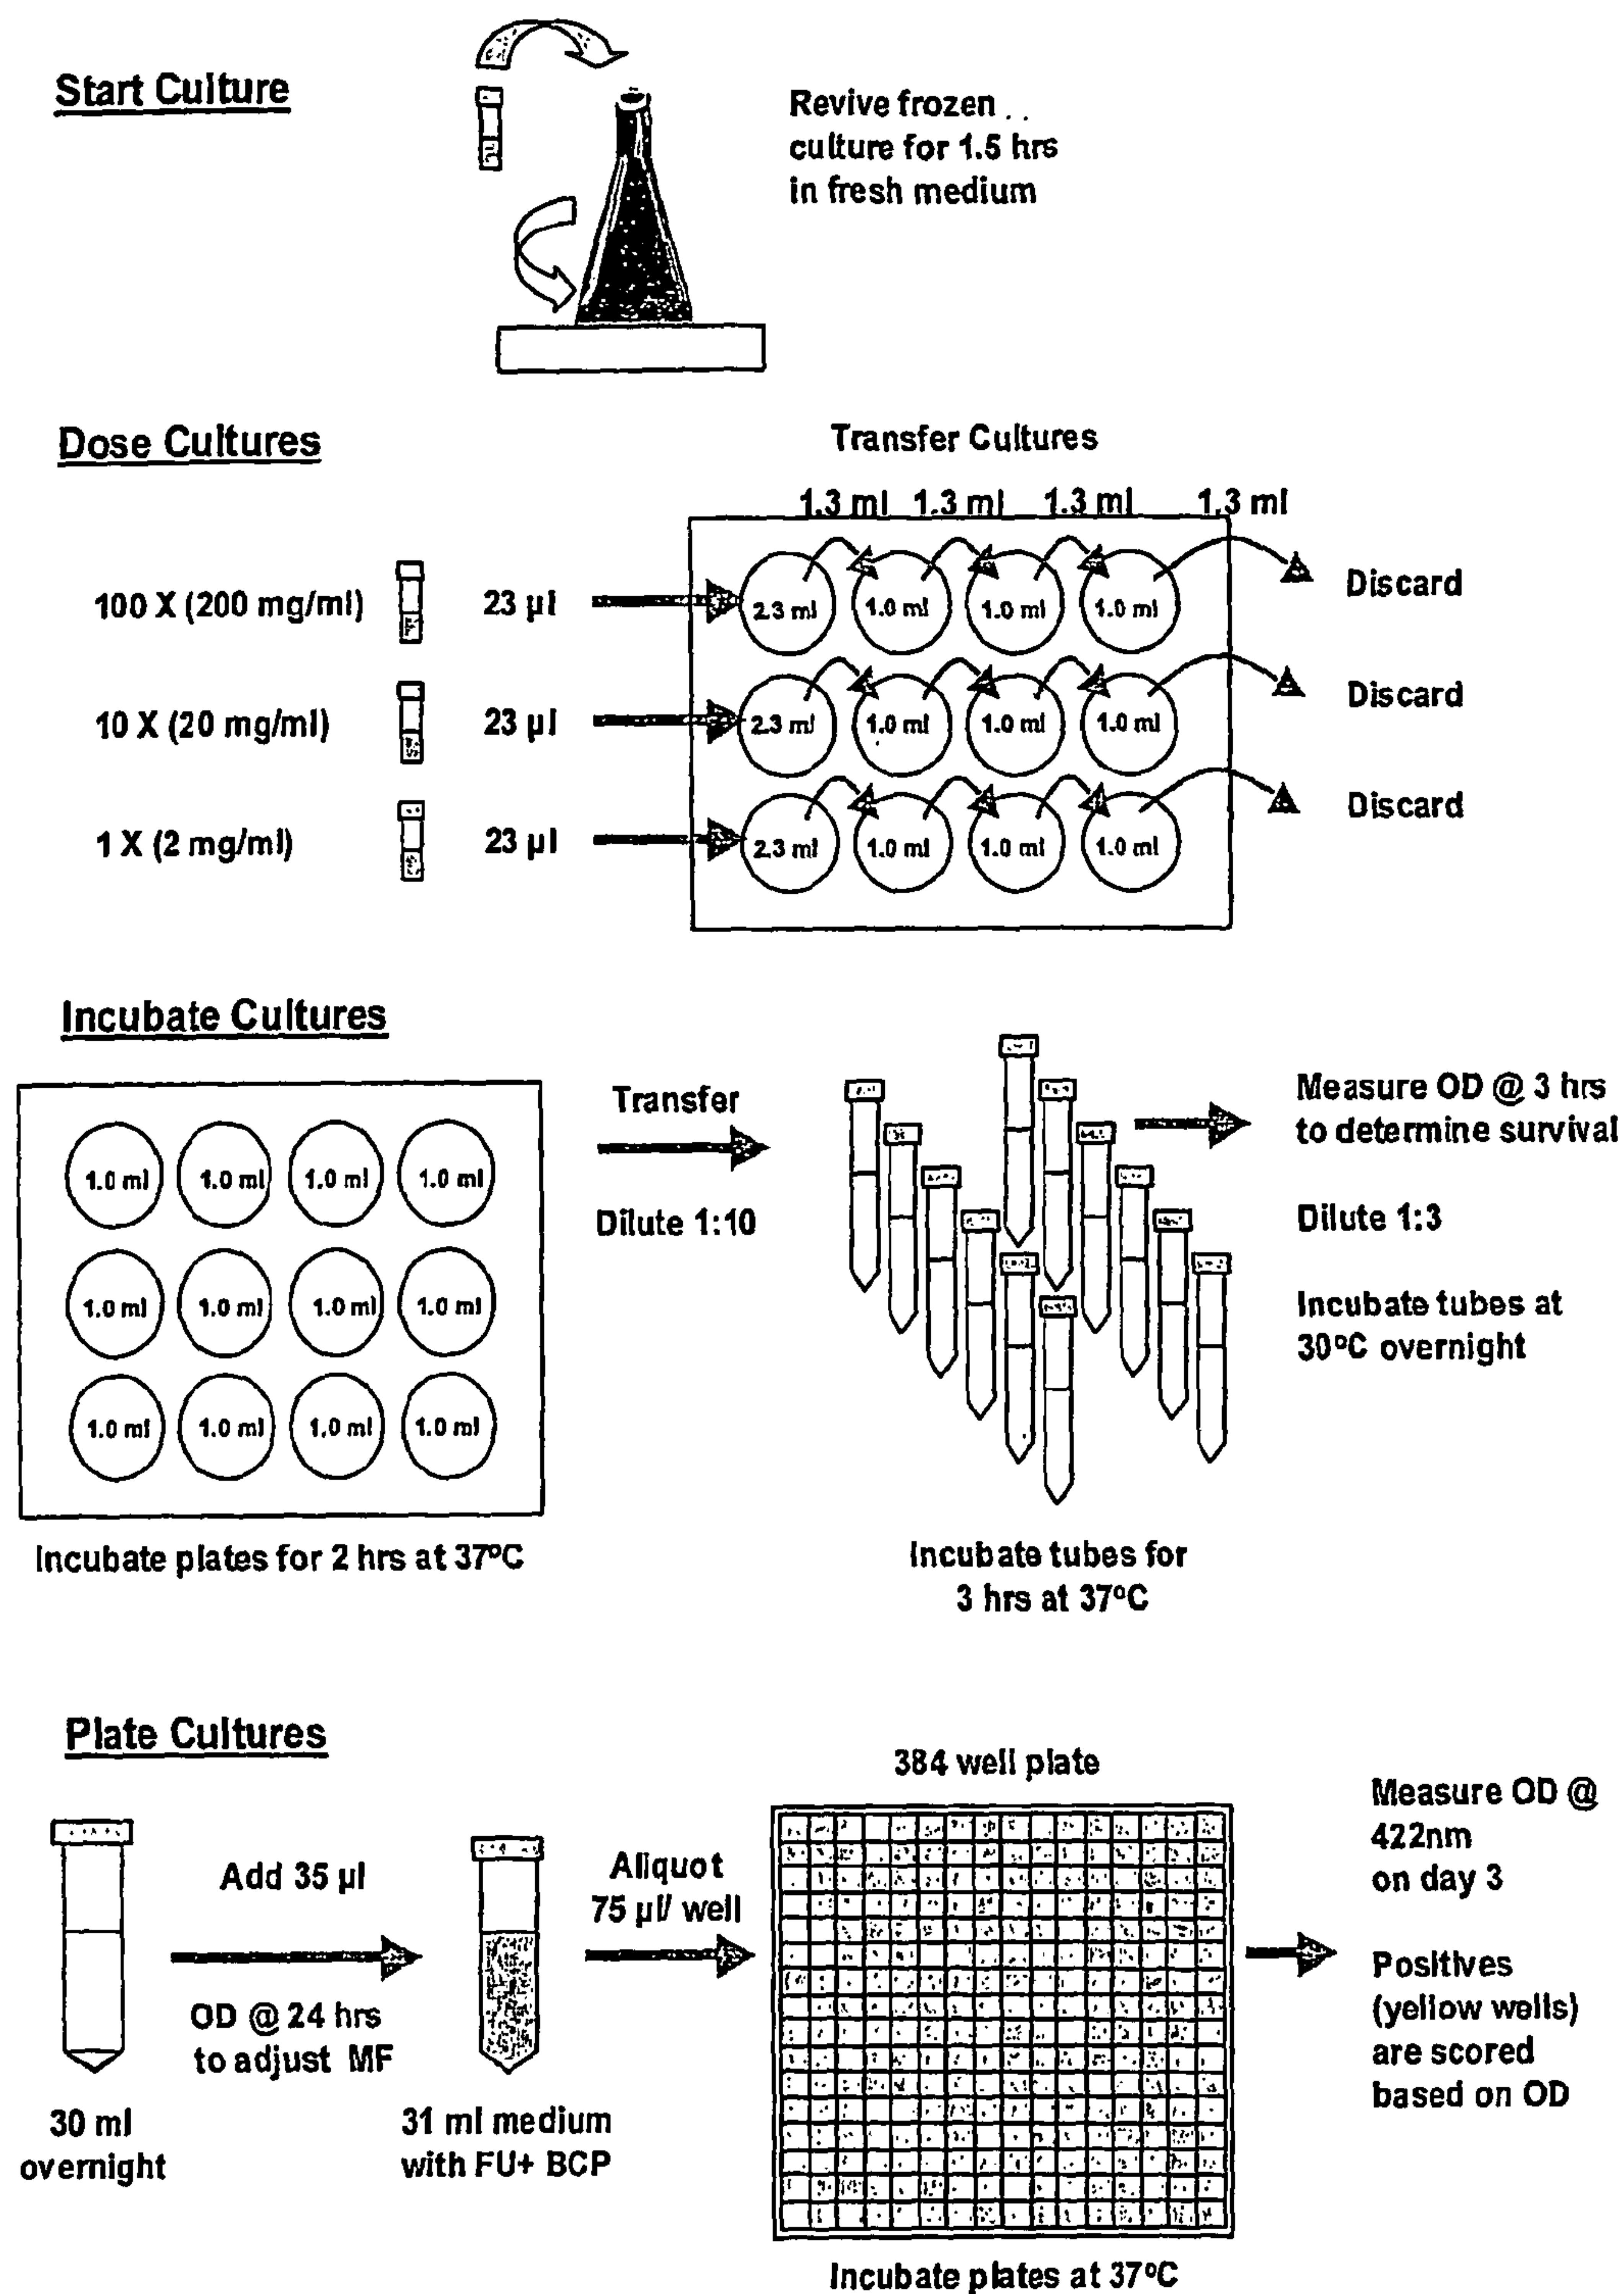 Start Culture
Revive frozen
culture for 1.5 hrs
in fresh medium
Dose Cultures
Transfer Cultures
1.3 ml 1.3 ml 1.3 ml 1.3 ml
100 X (200 mg/ml) 23 µl 2.3 ml 1.0 ml 1.0 ml 1.0 ml Discard
10 X (20 mg/ml) 23 µl 2.3 ml 1.0 ml 1.0 ml 1.0 ml Discard
1 X (2 mg/ml) 23 µl 2.3 ml 1.0 ml 1.0 ml 1.0 ml Discard
Incubate Cultures
1.0 ml 1.0 ml 1.0 ml 1.0 ml
1.0 ml 1.0 ml 1.0 ml 1.0 ml
1.0 ml 1.0 ml 1.0 ml 1.0 ml
Incubate plates for 2 hrs at 37ºC
Transfer
Dilute 1:10
Incubate tubes for
3 hrs at 37ºC
Measure OD @ 3 hrs
to determine survival
Dilute 1:3
Incubate tubes at
30ºC overnight
Plate Cultures
30 ml
overnight
Add 35 µl
OD @ 24 hrs
to adjust MF
31 ml medium
with FU+ BCP
Aliquot
75 µl/ well
384 well plate
Incubate plates at 37ºC
Measure OD @
422nm
on day 3
Positives
(yellow wells)
are scored
based on OD